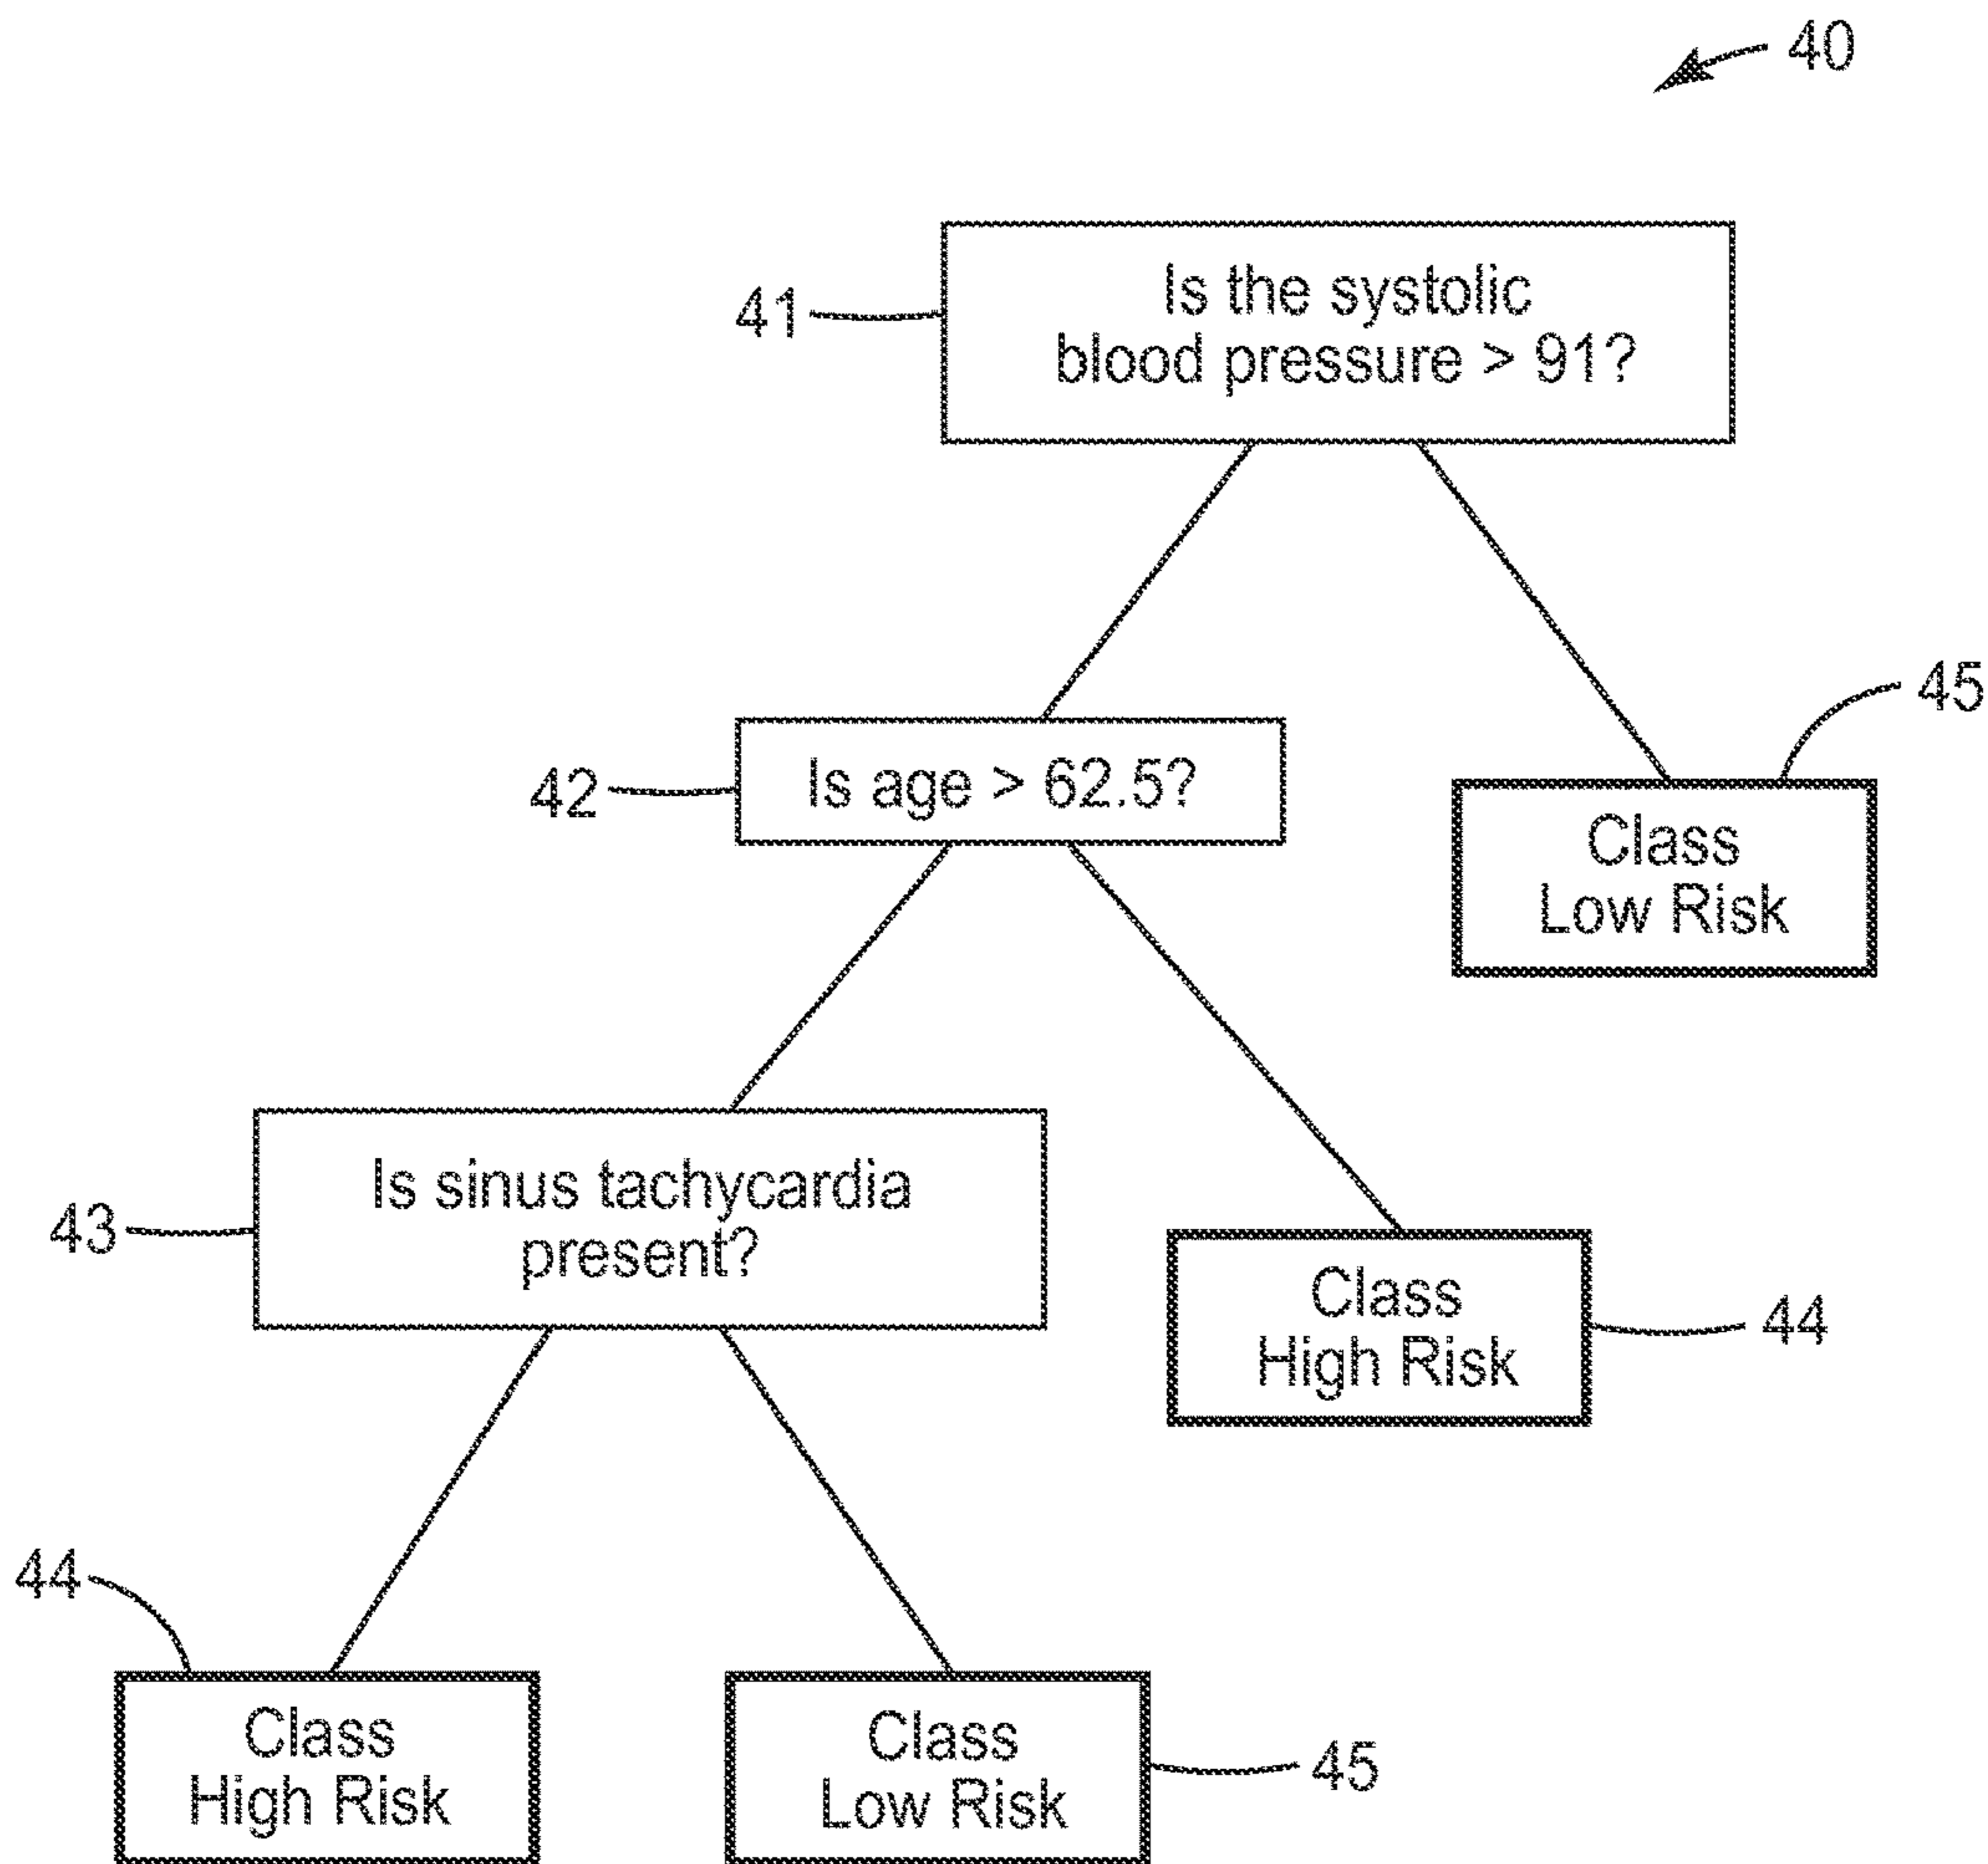 40
41
Is the systolic
blood pressure > 91?
45
42
Is age > 62.5?
Class
Low Risk
43
Is sinus tachycardia
present?
Class
High Risk
44
44
Class
High Risk
Class
Low Risk
45